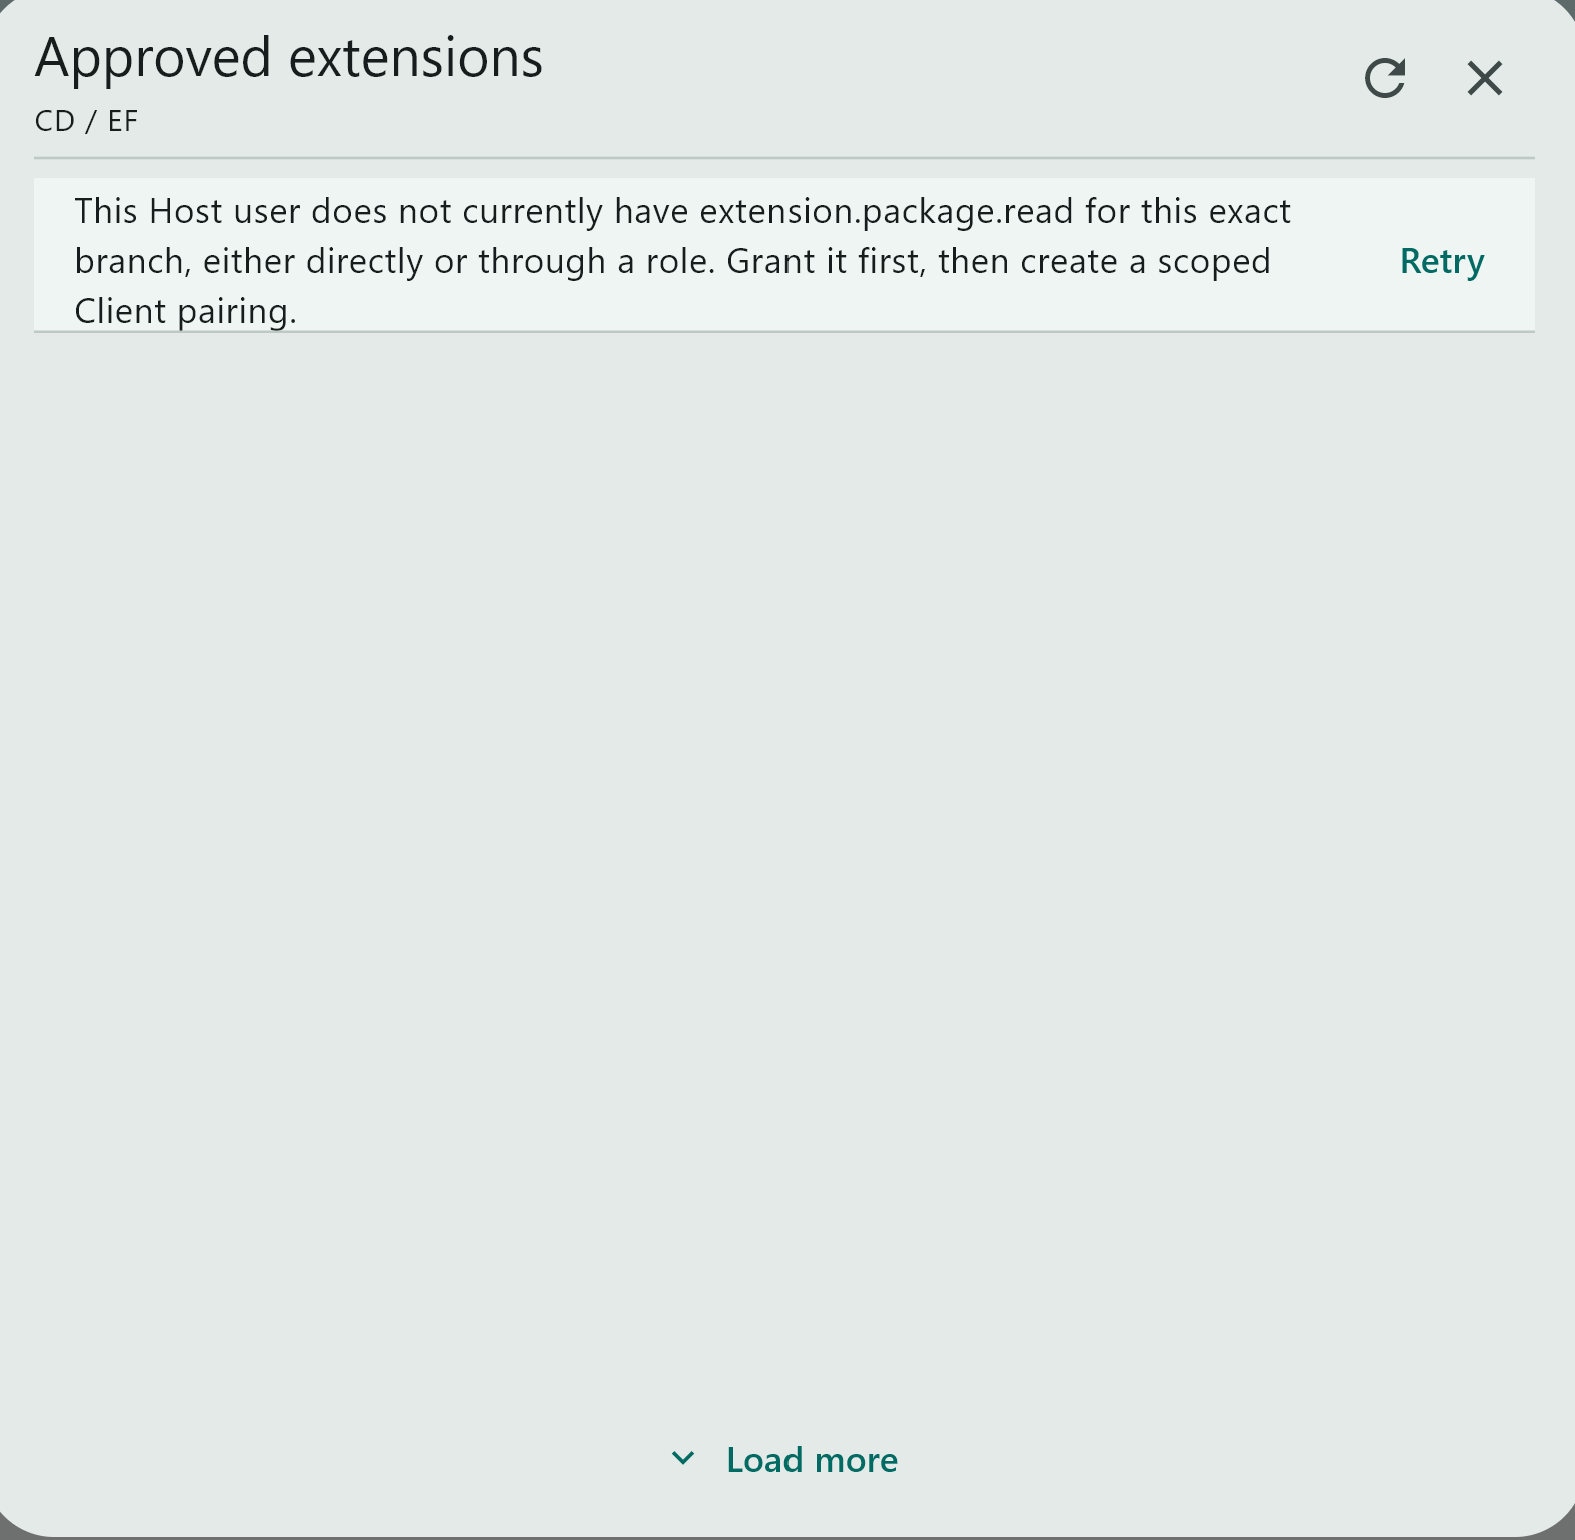 Approved extensions
CD / EF
This Host user does not currently have extension.package.read for this exact
branch, either directly or through a role. Grant it first, then create a scoped
Client pairing.
Retry
Load more